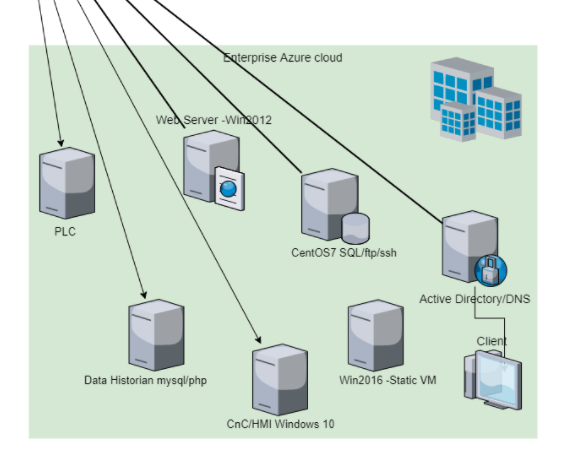 Enterprise Azure cloud
Web Server -Win2012
PLC
CentOS7 SQL/ftp/ssh
Active Directory/DNS
Client
Data Historian mysql/php
Win2016 -Static VM
CnC/HMI Windows 10